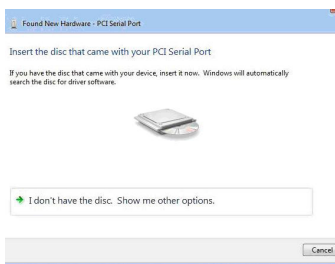 Found New Hardware - PCI Serial Port
Insert the disc that came with your PCI Serial Port
If you have the disc that came with your device, insert it now. Windows will automatically
search the disc for driver software.
I don't have the disc. Show me other options.
Cancel